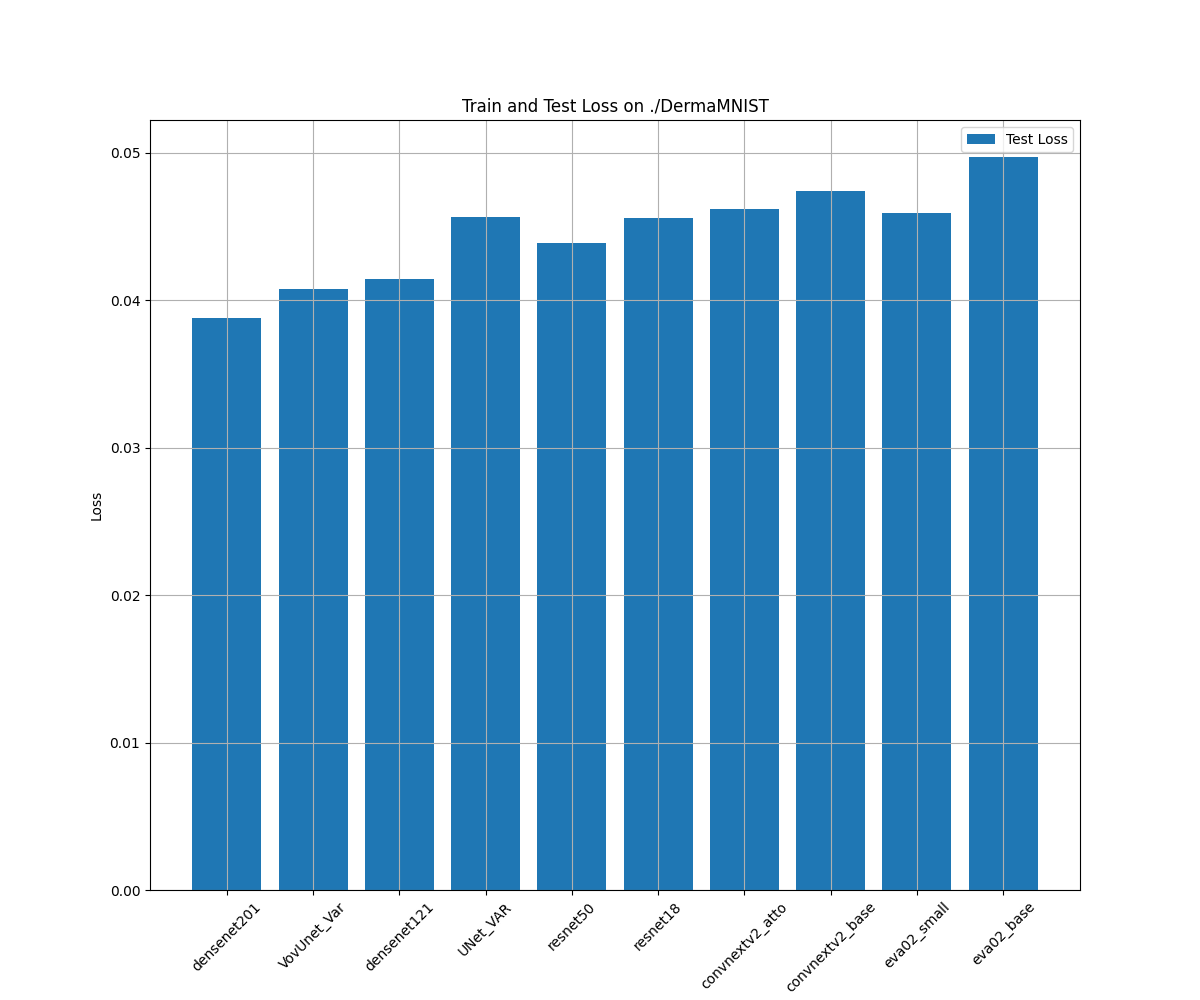 Train and Test Loss on ./DermaMNIST
Test Loss
0.05
0.04
0.03
0.02
0.01
0.00
Loss
densenet201
VovUnet_Var
densenet121
UNet_VAR
resnet50
resnet18
convnextv2_atto
convnextv2_base
eva02_small
eva02_base